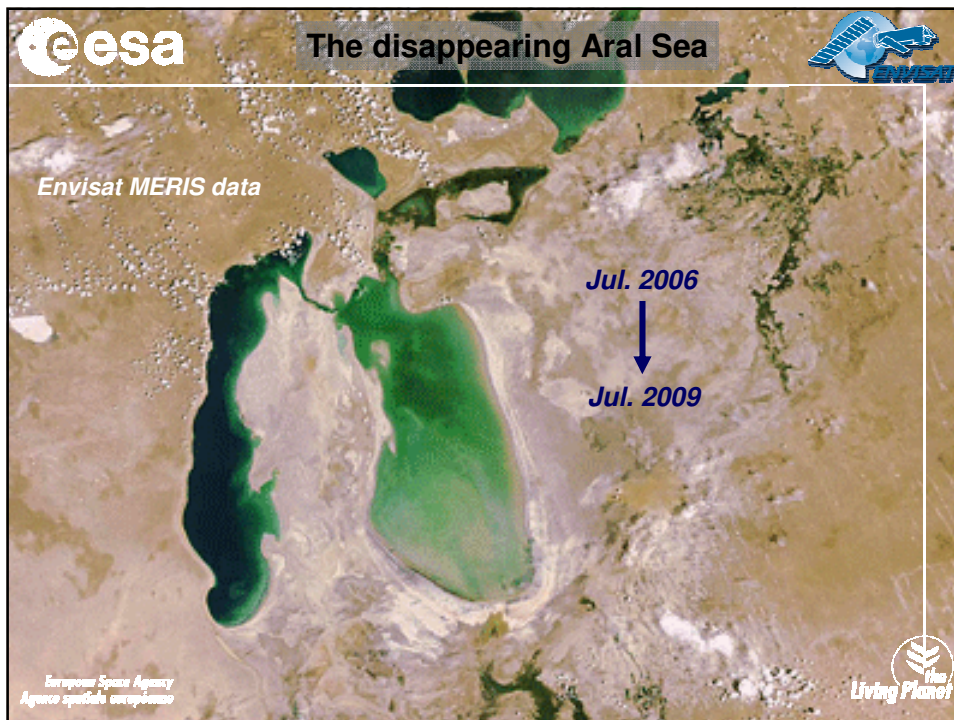 esa
The disappearing Aral Sea
ENVISAT
Envisat MERIS data
Jul. 2006
Jul. 2009
European Space Agency
Agence spatiale européenne
the
Living Planet